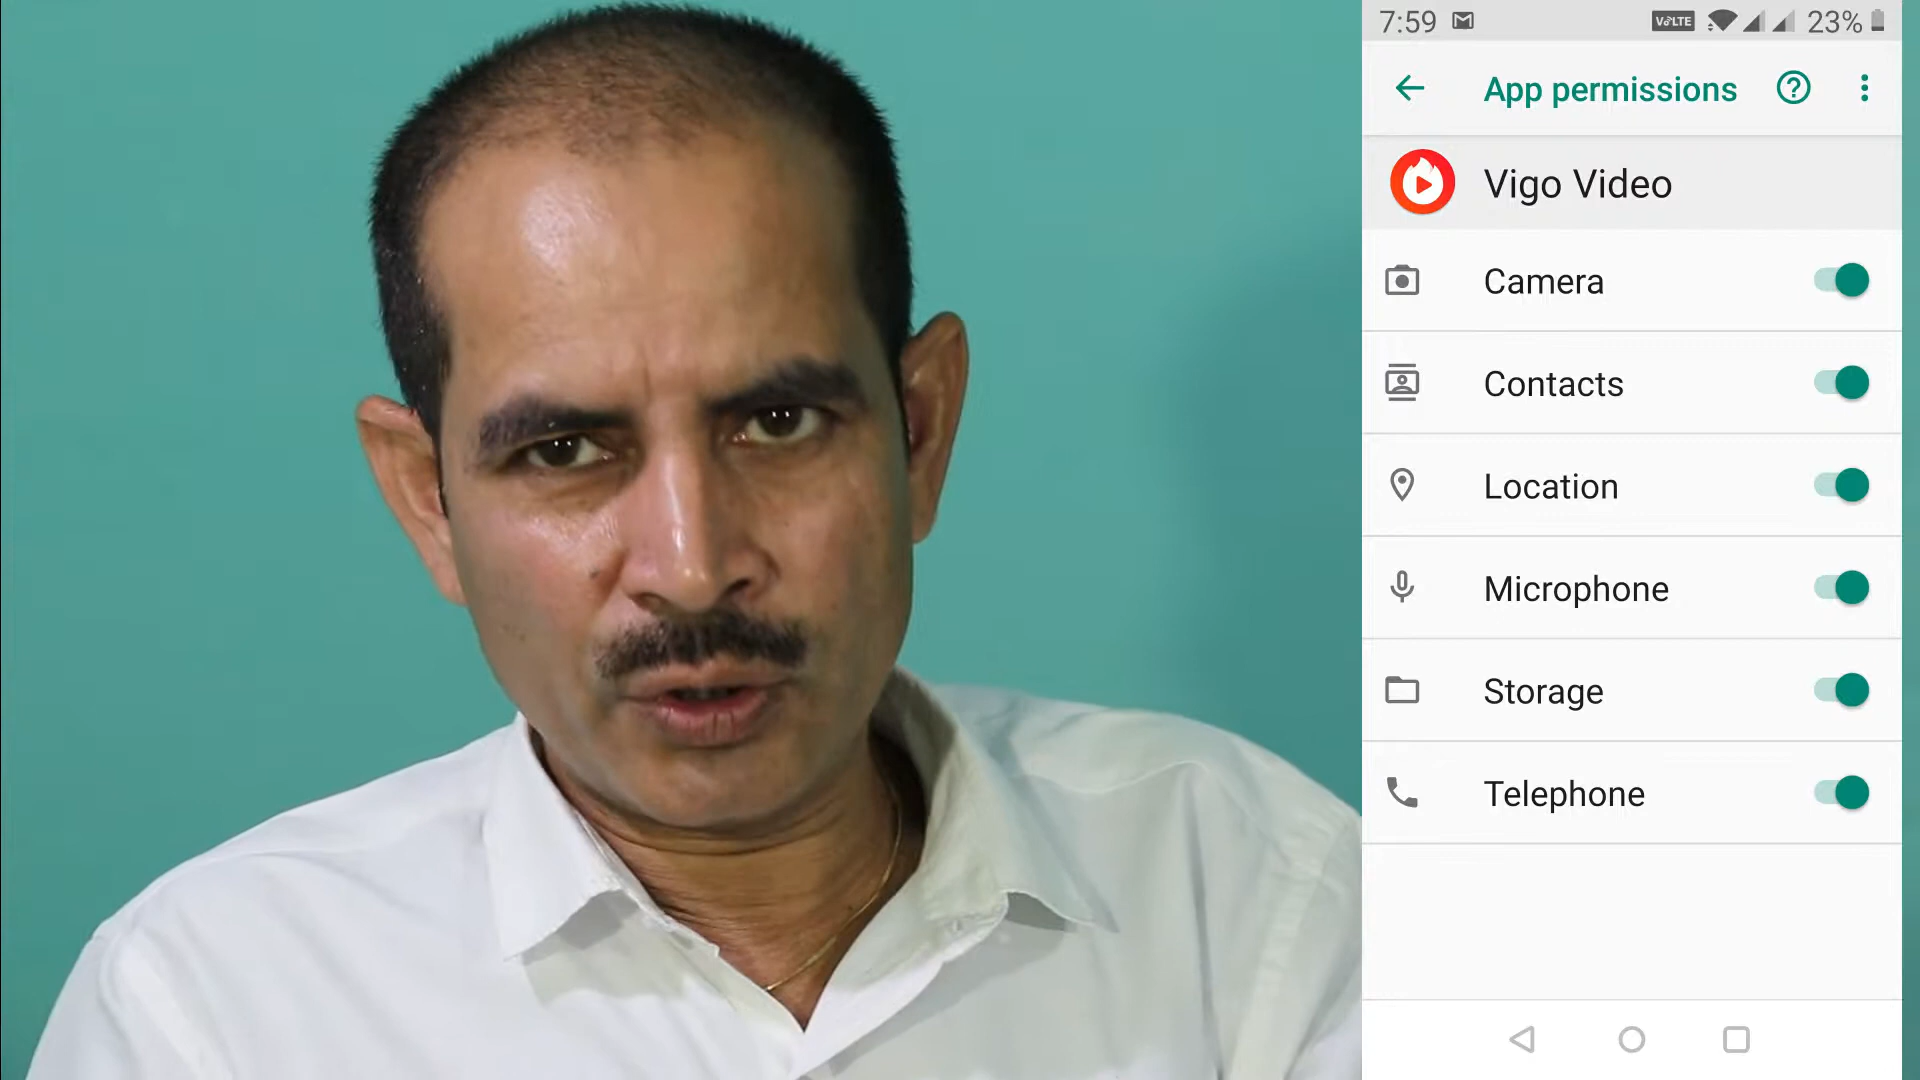 7:59 VoLTE 23%
App permissions
Vigo Video
Camera
Contacts
Location
Microphone
Storage
Telephone